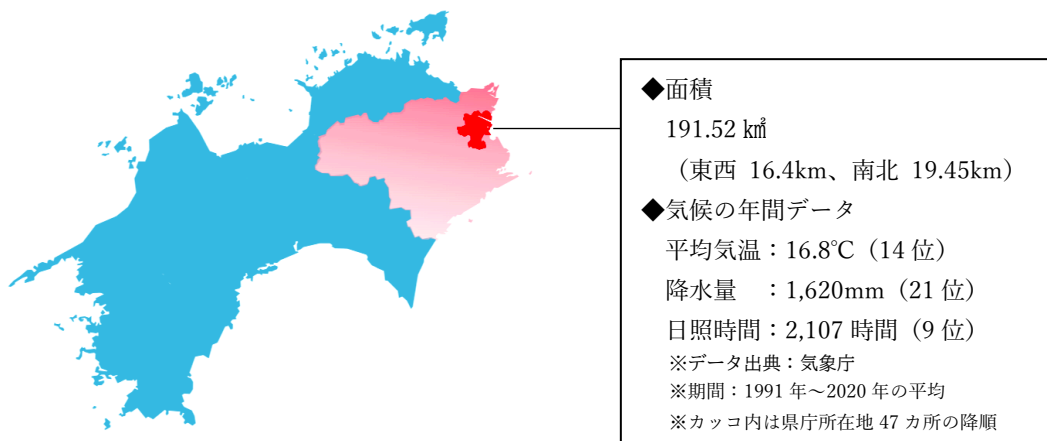 ◆面積
191.52 ㎢
（東西 16.4km、南北 19.45km）
◆気候の年間データ
平均気温：16.8℃（14 位）
降水量　：1,620mm（21 位）
日照時間：2,107 時間（9 位）
※データ出典：気象庁
※期間：1991 年～2020 年の平均
※カッコ内は県庁所在地 47 カ所の降順